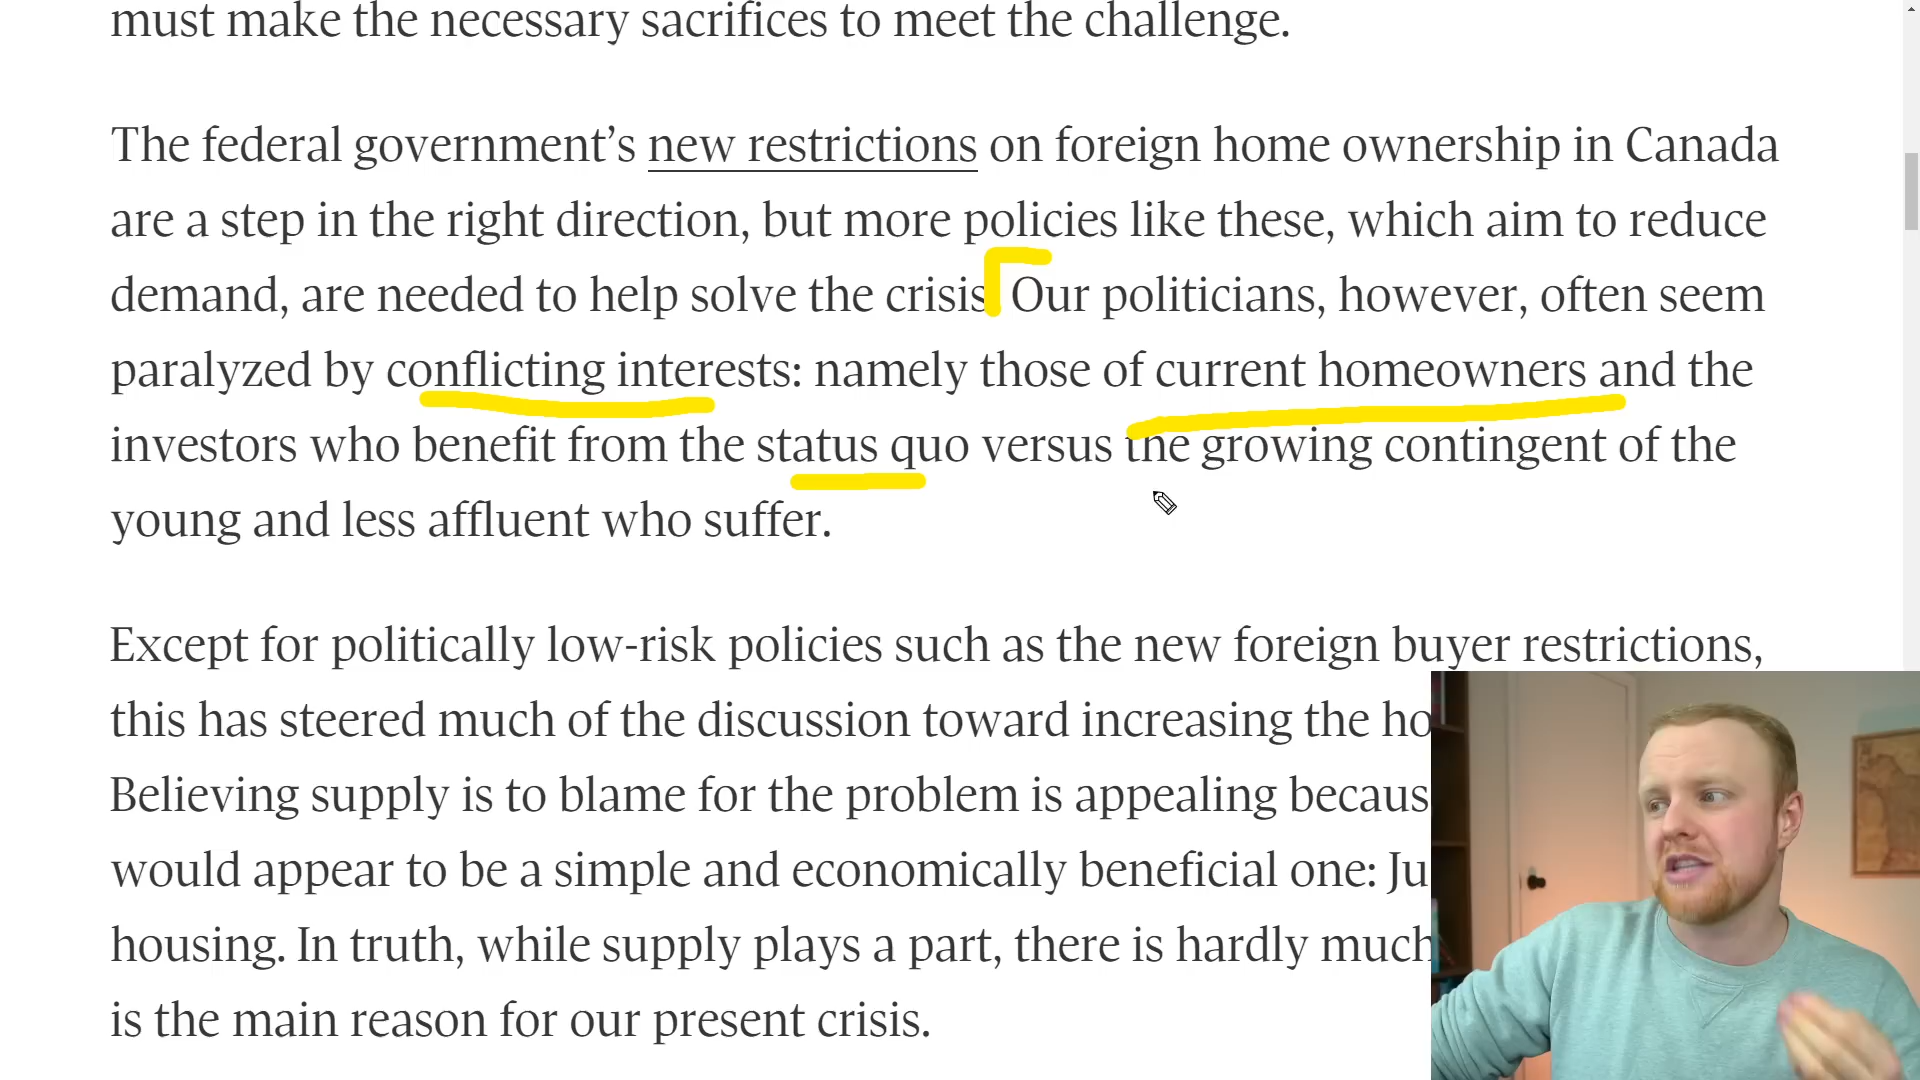 must make the necessary sacrifices to meet the challenge.
The federal government’s new restrictions on foreign home ownership in Canada
are a step in the right direction, but more policies like these, which aim to reduce
demand, are needed to help solve the crisis. Our politicians, however, often seem
paralyzed by conflicting interests: namely those of current homeowners and the
investors who benefit from the status quo versus the growing contingent of the
young and less affluent who suffer.
Except for politically low-risk policies such as the new foreign buyer restrictions,
this has steered much of the discussion toward increasing the
Believing supply is to blame for the problem is appealing
would appear to be a simple and economically beneficial one:
housing. In truth, while supply plays a part, there is hardly much
is the main reason for our present crisis.